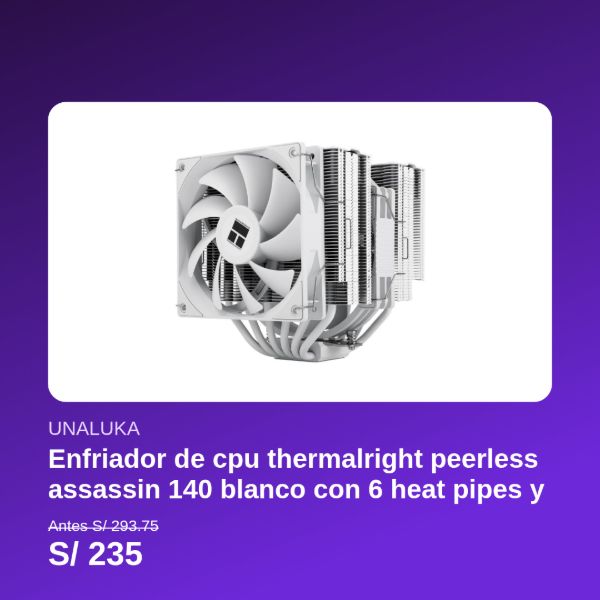 UNALUKA
Enfriador de cpu thermalright peerless
assassin 140 blanco con 6 heat pipes y
Antes S/ 293.75
S/ 235